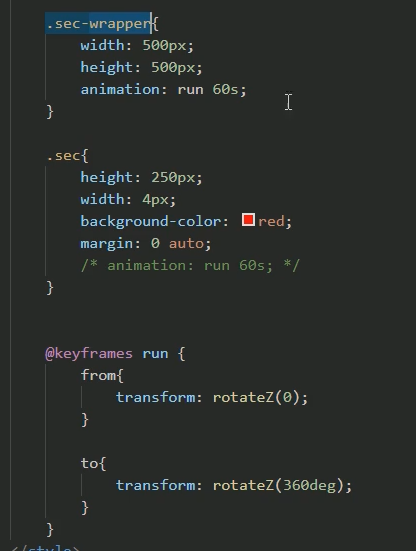 .sec-wrapper{
width: 500px;
height: 500px;
animation: run 60s;
}
.sec{
height: 250px;
width: 4px;
background-color: red;
margin: 0 auto;
/* animation: run 60s; */
}
@keyframes run {
from{
transform: rotateZ(0);
}
to{
transform: rotateZ(360deg);
}
}
</style>